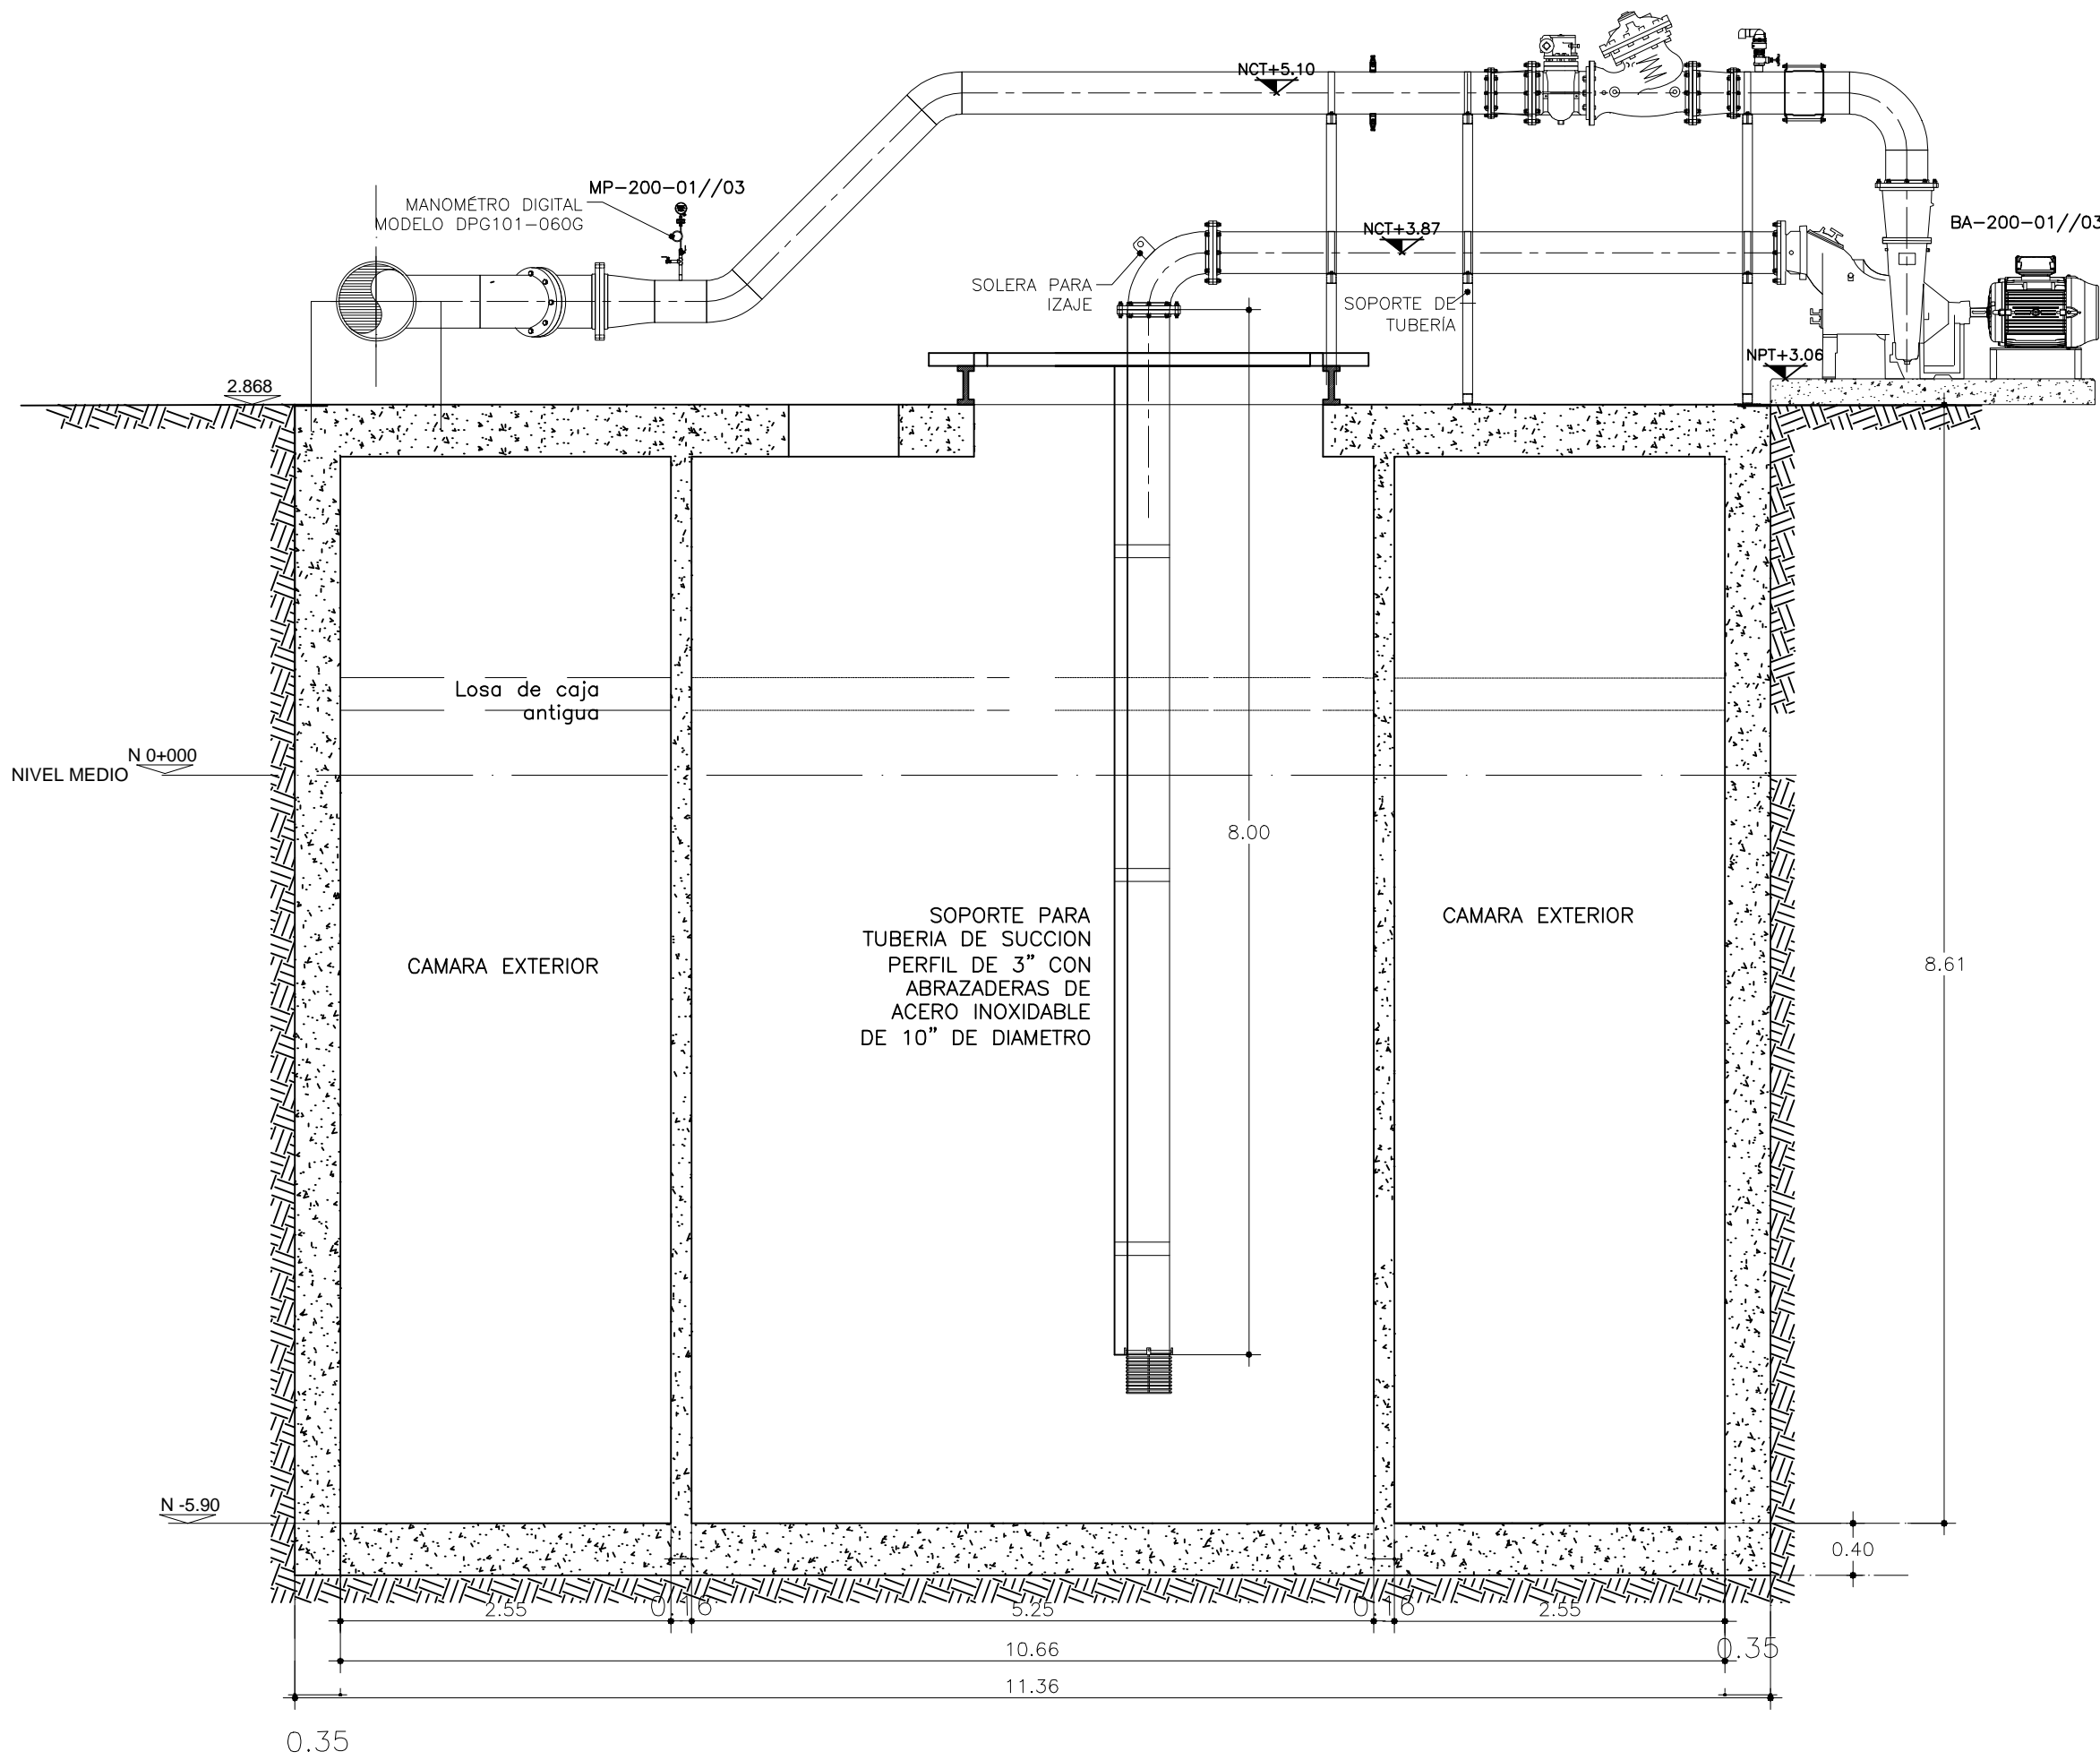 NCT+5.10
MP-200-01//03
MANOMÉTRO DIGITAL
MODELO DPG101-060G
BA-200-01//03
NCT+3.87
SOLERA PARA
IZAJE
SOPORTE DE
TUBERÍA
NPT+3.06
2.868
Losa de caja
antigua
N 0+000
NIVEL MEDIO
8.00
SOPORTE PARA
TUBERIA DE SUCCION
PERFIL DE 3” CON
ABRAZADERAS DE
ACERO INOXIDABLE
DE 10” DE DIAMETRO
CAMARA EXTERIOR
CAMARA EXTERIOR
8.61
N -5.90
0.40
2.55
0.16
5.25
0.16
2.55
10.66
0.35
11.36
0.35